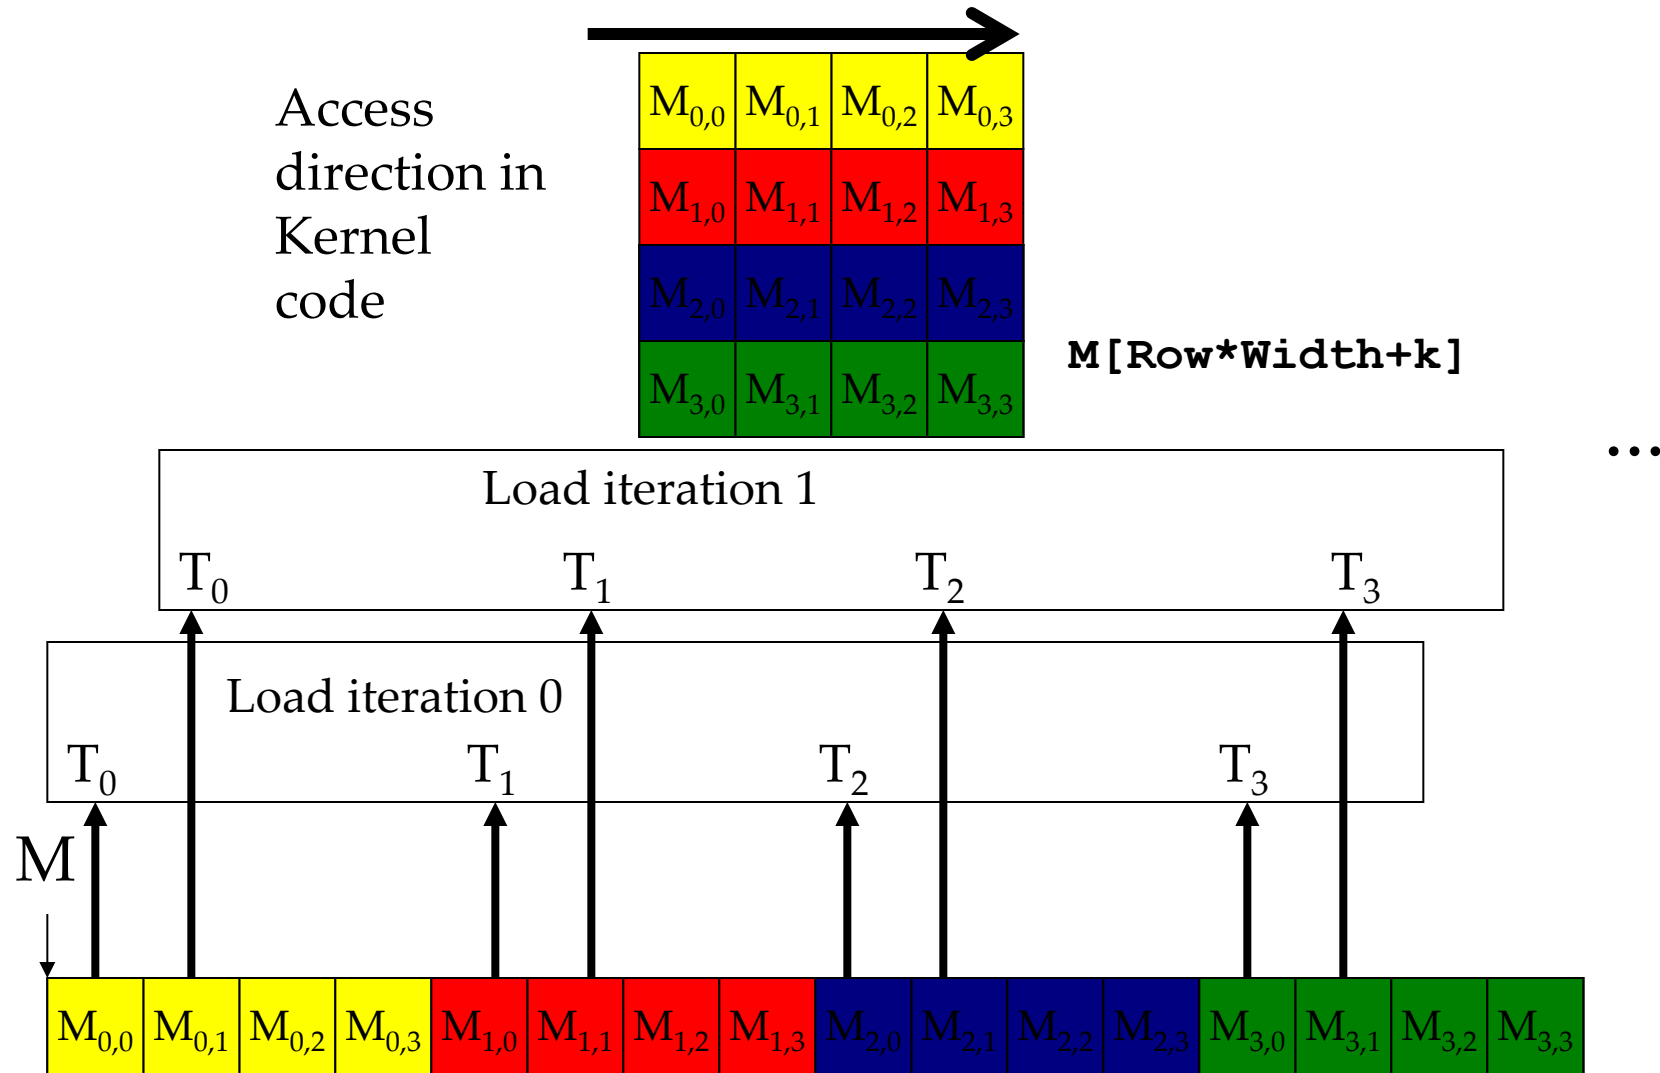 Access
direction in
Kernel
code
M0,0 M0,1 M0,2 M0,3
M1,0 M1,1 M1,2 M1,3
M2,0 M2,1 M2,2 M2,3
M3,0 M3,1 M3,2 M3,3
M[Row*Width+k]
...
Load iteration 1
T0 T1 T2 T3
Load iteration 0
T0 T1 T2 T3
M
M0,0 M0,1 M0,2 M0,3 M1,0 M1,1 M1,2 M1,3 M2,0 M2,1 M2,2 M2,3 M3,0 M3,1 M3,2 M3,3